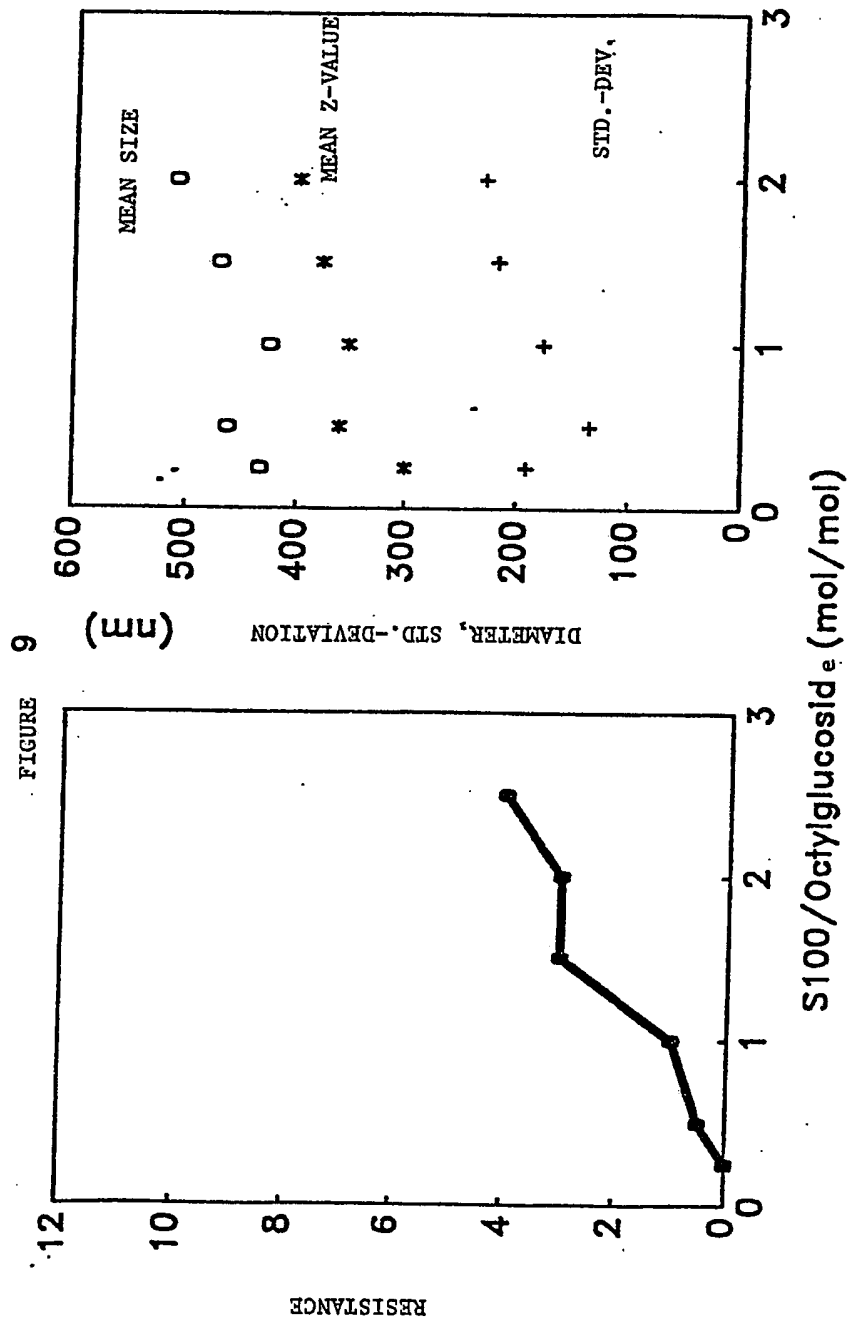 FIGURE 9
RESISTANCE
12
10
8
6
4
2
0
0 1 2 3
(nm)
DIAMETER, STD.-DEVIATION
600
500
400
300
200
100
0
MEAN SIZE
MEAN Z-VALUE
STD.-DEV.
0 1 2 3
S100/Octylglucoside (mol/mol)